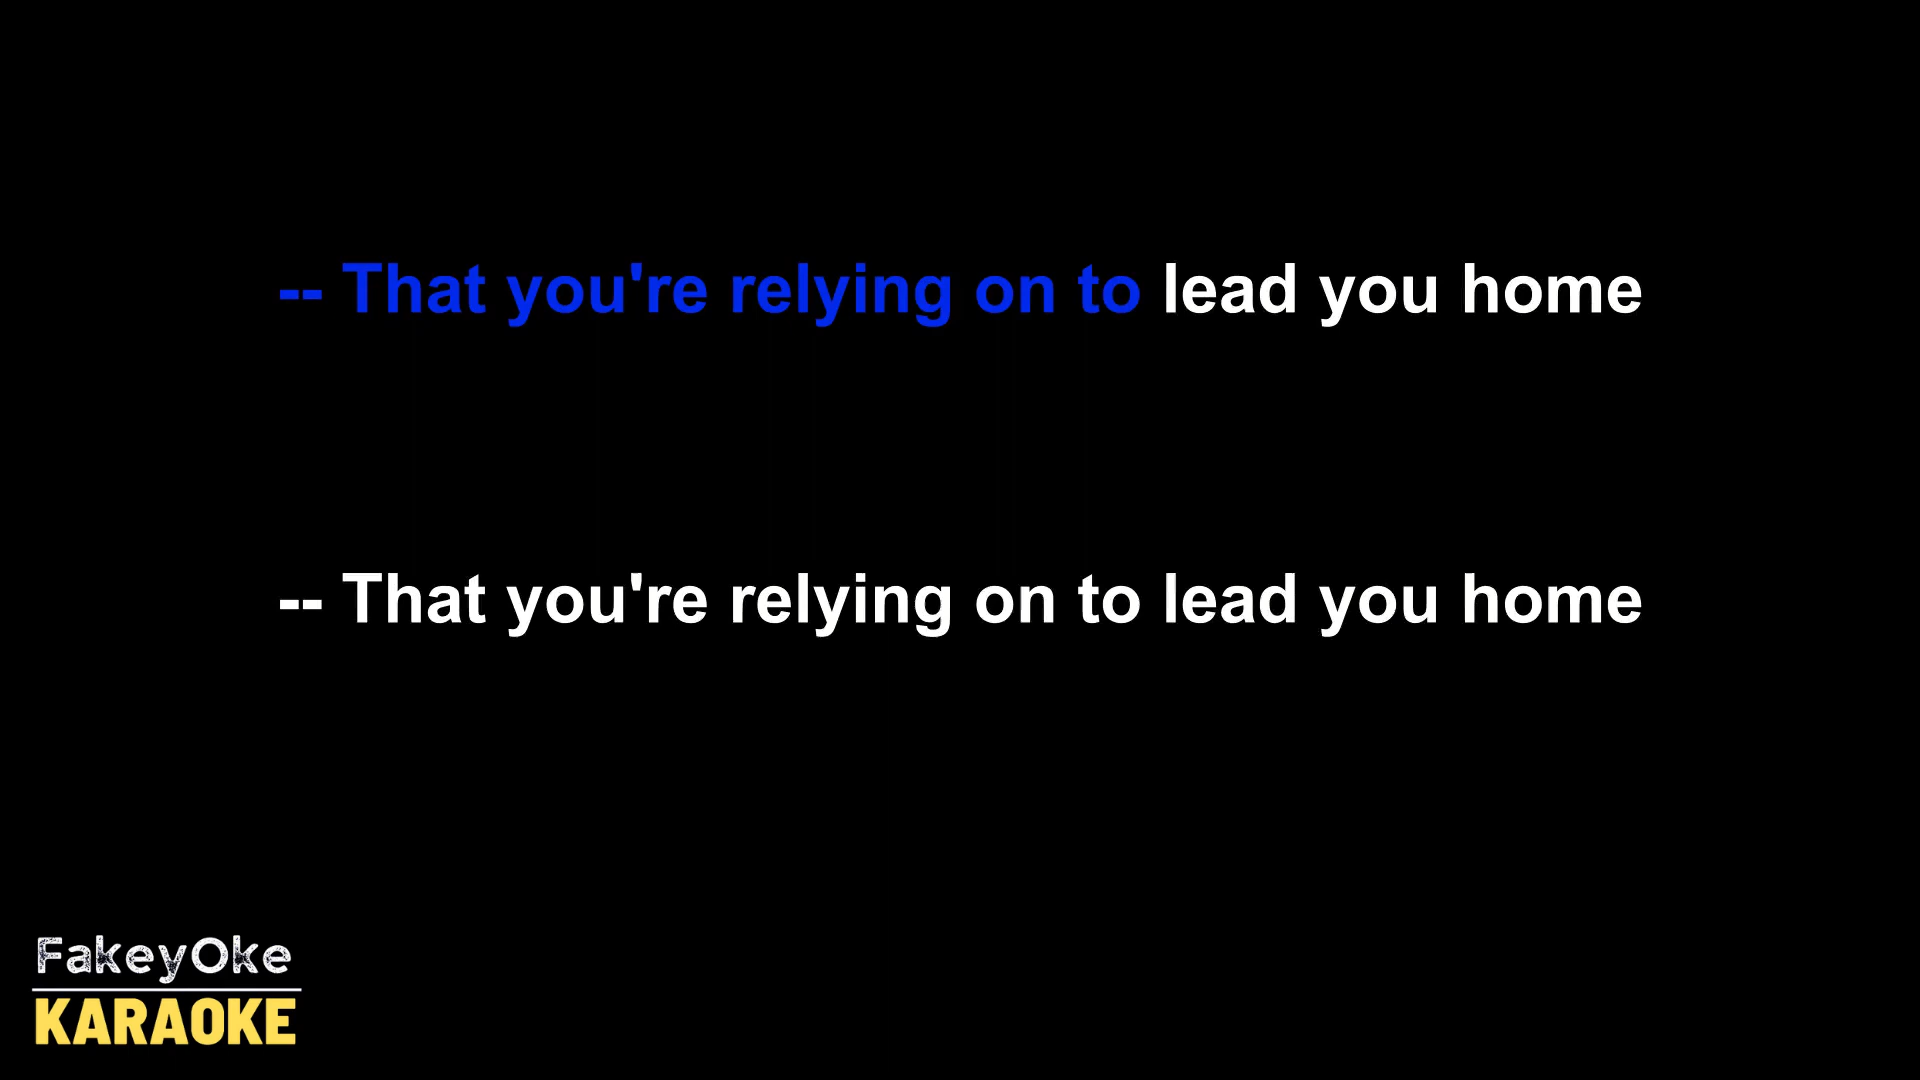 -- That you're relying on to lead you home
-- That you're relying on to lead you home
FakeyOke
KARAOKE